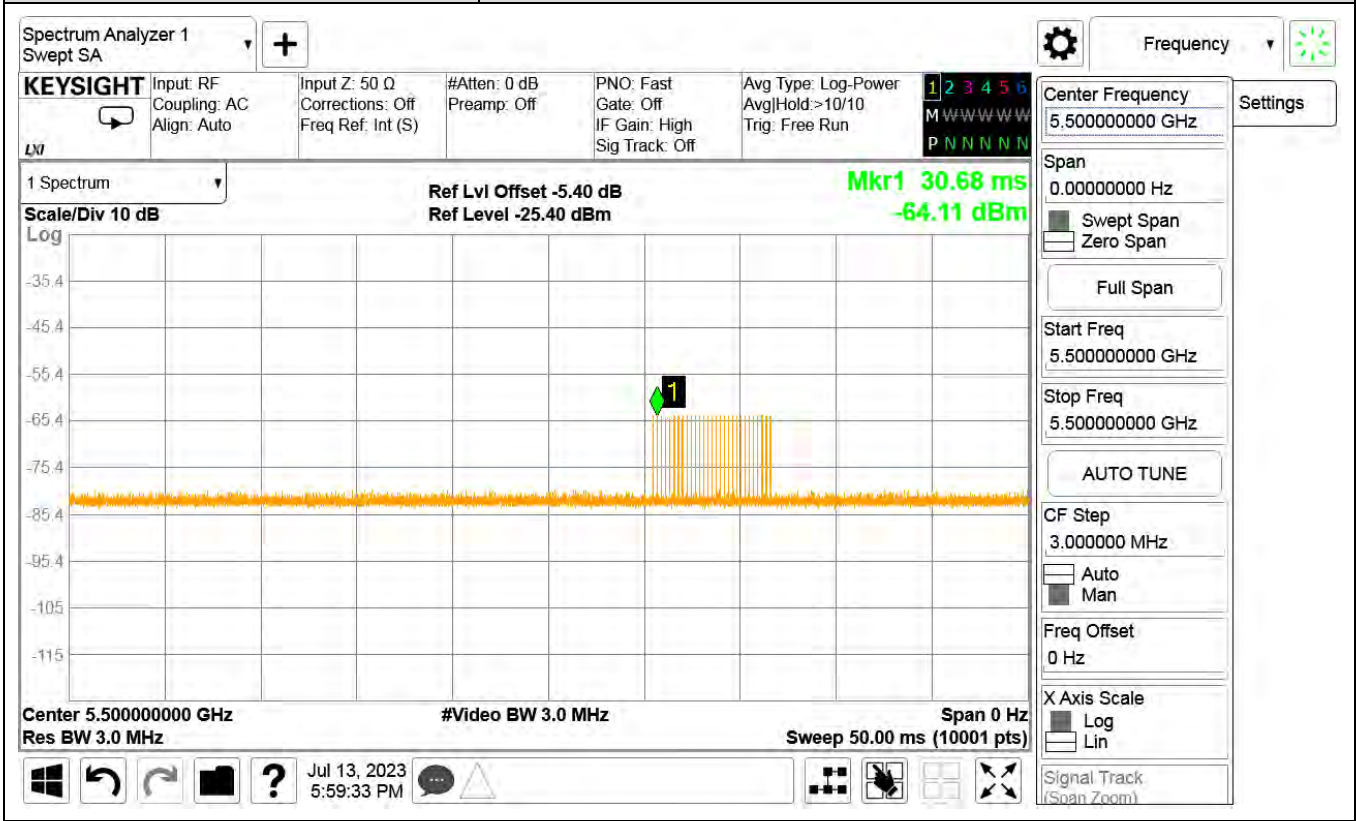 Spectrum Analyzer 1
Swept SA
+
Frequency
KEYSIGHT
LXI
Input: RF
Coupling: AC
Align: Auto
Input Z: 50 Ω
Corrections: Off
Freq Ref: Int (S)
#Atten: 0 dB
Preamp: Off
PNO: Fast
Gate: Off
IF Gain: High
Sig Track: Off
Avg Type: Log-Power
Avg|Hold:>10/10
Trig: Free Run
1 2 3 4 5 6
M W W W W W
P N N N N N
1 Spectrum
Scale/Div 10 dB
Log
Ref Lvl Offset -5.40 dB
Ref Level -25.40 dBm
Mkr1 30.68 ms
-64.11 dBm
-35.4
-45.4
-55.4
-65.4
-75.4
-85.4
-95.4
-105
-115
1
Center 5.500000000 GHz
Res BW 3.0 MHz
#Video BW 3.0 MHz
Span 0 Hz
Sweep 50.00 ms (10001 pts)
?
Jul 13, 2023
5:59:33 PM
Center Frequency
5.500000000 GHz
Settings
Span
0.00000000 Hz
Swept Span
Zero Span
Full Span
Start Freq
5.500000000 GHz
Stop Freq
5.500000000 GHz
AUTO TUNE
CF Step
3.000000 MHz
Auto
Man
Freq Offset
0 Hz
X Axis Scale
Log
Lin
Signal Track
(Span Zoom)